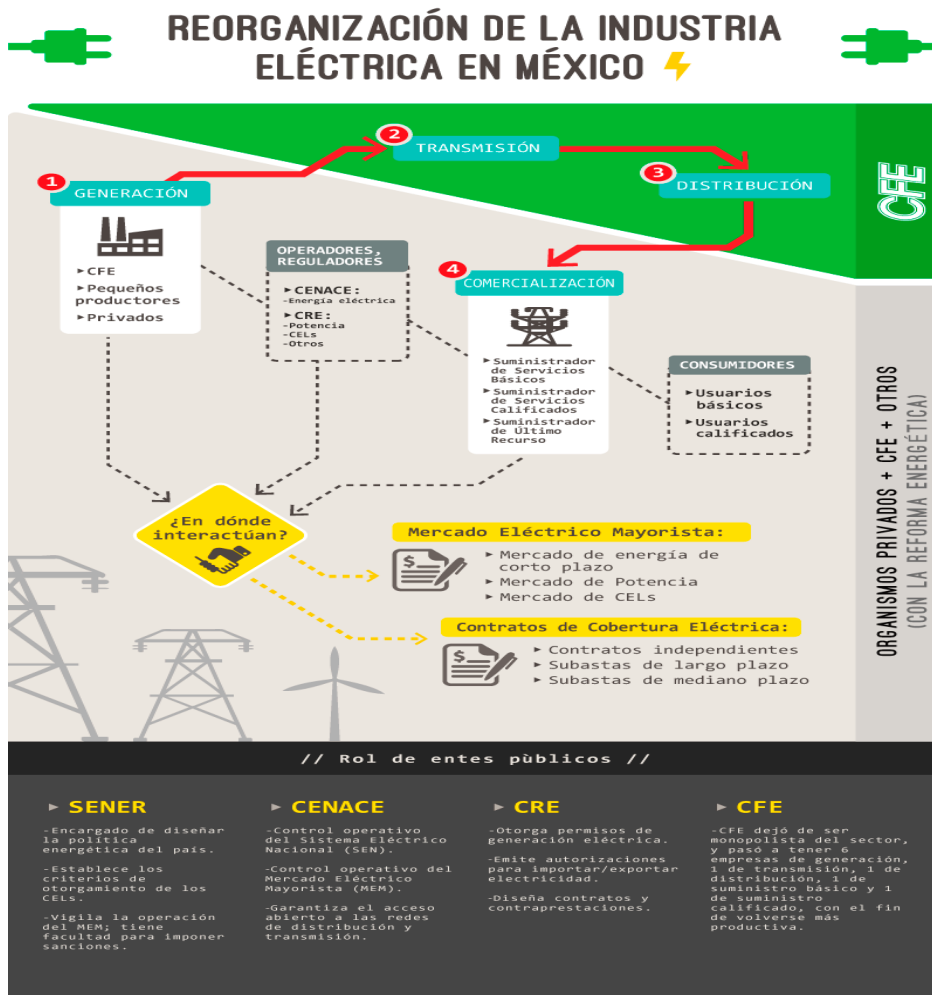 REORGANIZACIÓN DE LA INDUSTRIA
ELÉCTRICA EN MÉXICO
CFE
2
TRANSMISIÓN
3
DISTRIBUCIÓN
1
GENERACIÓN
►CFE
►Pequeños
productores
►Privados
OPERADORES,
REGULADORES
►CENACE:
-Energía eléctrica
►CRE:
-Potencia
-CELs
-Otros
4
COMERCIALIZACIÓN
►Suministrador
de Servicios
Básicos
►Suministrador
de Servicios
Calificados
►Suministrador
de Último
Recurso
CONSUMIDORES
►Usuarios
básicos
►Usuarios
calificados
ORGANISMOS PRIVADOS + CFE + OTROS
(CON LA REFORMA ENERGÉTICA)
¿En dónde
interactúan?
Mercado Eléctrico Mayorista:
$
► Mercado de energía de
corto plazo
► Mercado de Potencia
► Mercado de CELs
Contratos de Cobertura Eléctrica:
$
► Contratos independientes
► Subastas de largo plazo
► Subastas de mediano plazo
// Rol de entes pùblicos //
► SENER
-Encargado de diseñar
la política
energética del país.
-Establece los
criterios de
otorgamiento de los
CELs.
-Vigila la operación
del MEM; tiene
facultad para imponer
sanciones.
► CENACE
-Control operativo
del Sistema Eléctrico
Nacional (SEN).
-Control operativo del
Mercado Eléctrico
Mayorista (MEM).
-Garantiza el acceso
abierto a las redes
de distribución y
transmisión.
► CRE
-Otorga permisos de
generación eléctrica.
-Emite autorizaciones
para importar/exportar
electricidad.
-Diseña contratos y
contraprestaciones.
► CFE
-CFE dejó de ser
monopolista del sector,
y pasó a tener 6
empresas de generación,
1 de transmisión, 1 de
distribución, 1 de
suministro básico y 1
de suministro
calificado, con el fin
de volverse más
productiva.